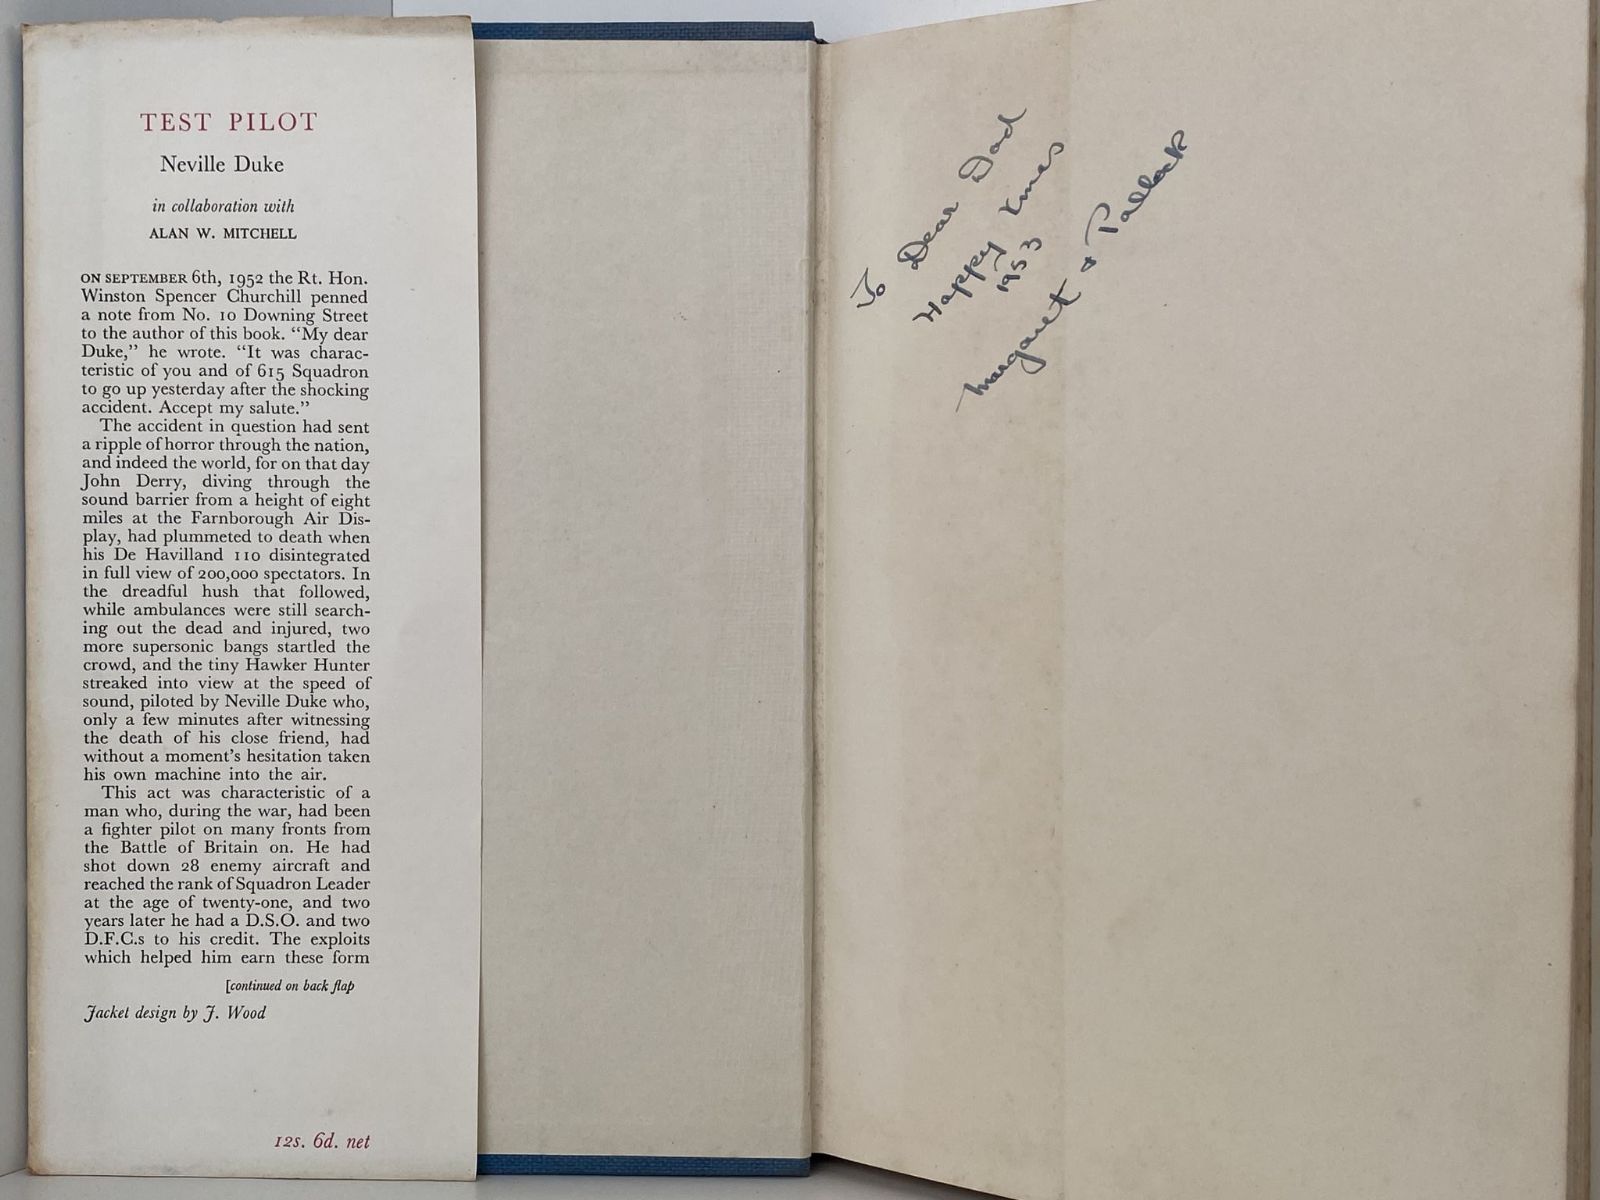 TEST PILOT
Neville Duke
in collaboration with
ALAN W. MITCHELL
ON SEPTEMBER 6th, 1952 the Rt. Hon.
Winston Spencer Churchill penned
a note from No. 10 Downing Street
to the author of this book. “My dear
Duke,” he wrote. “It was charac-
teristic of you and of 615 Squadron
to go up yesterday after the shocking
accident. Accept my salute.”
The accident in question had sent
a ripple of horror through the nation,
and indeed the world, for on that day
John Derry, diving through the
sound barrier from a height of eight
miles at the Farnborough Air Dis-
play, had plummeted to death when
his De Havilland 110 disintegrated
in full view of 200,000 spectators. In
the dreadful hush that followed,
while ambulances were still search-
ing out the dead and injured, two
more supersonic bangs startled the
crowd, and the tiny Hawker Hunter
streaked into view at the speed of
sound, piloted by Neville Duke who,
only a few minutes after witnessing
the death of his close friend, had
without a moment’s hesitation taken
his own machine into the air.
This act was characteristic of a
man who, during the war, had been
a fighter pilot on many fronts from
the Battle of Britain on. He had
shot down 28 enemy aircraft and
reached the rank of Squadron Leader
at the age of twenty-one, and two
years later he had a D.S.O. and two
D.F.C.s to his credit. The exploits
which helped him earn these form
[continued on back flap
Jacket design by J. Wood
12s. 6d. net
To Dear Dad
Happy Xmas
1953
Margaret &